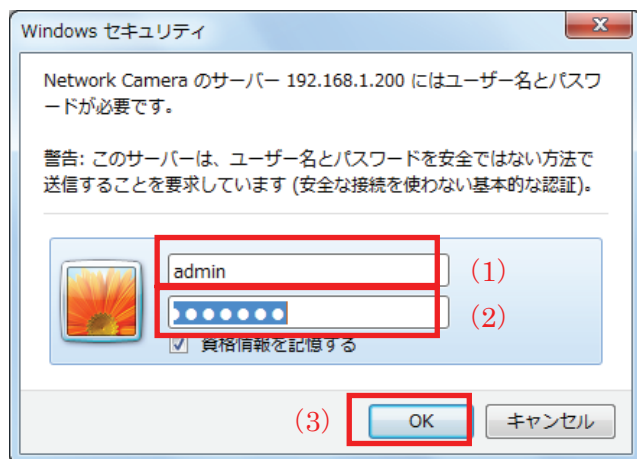 Windows セキュリティ
Network Camera のサーバー 192.168.1.200 にはユーザー名とパスワ
ードが必要です。
警告: このサーバーは、ユーザー名とパスワードを安全ではない方法で
送信することを要求しています (安全な接続を使わない基本的な認証)。
admin (1)
●●●●●●● (2)
資格情報を記憶する
(3) OK キャンセル